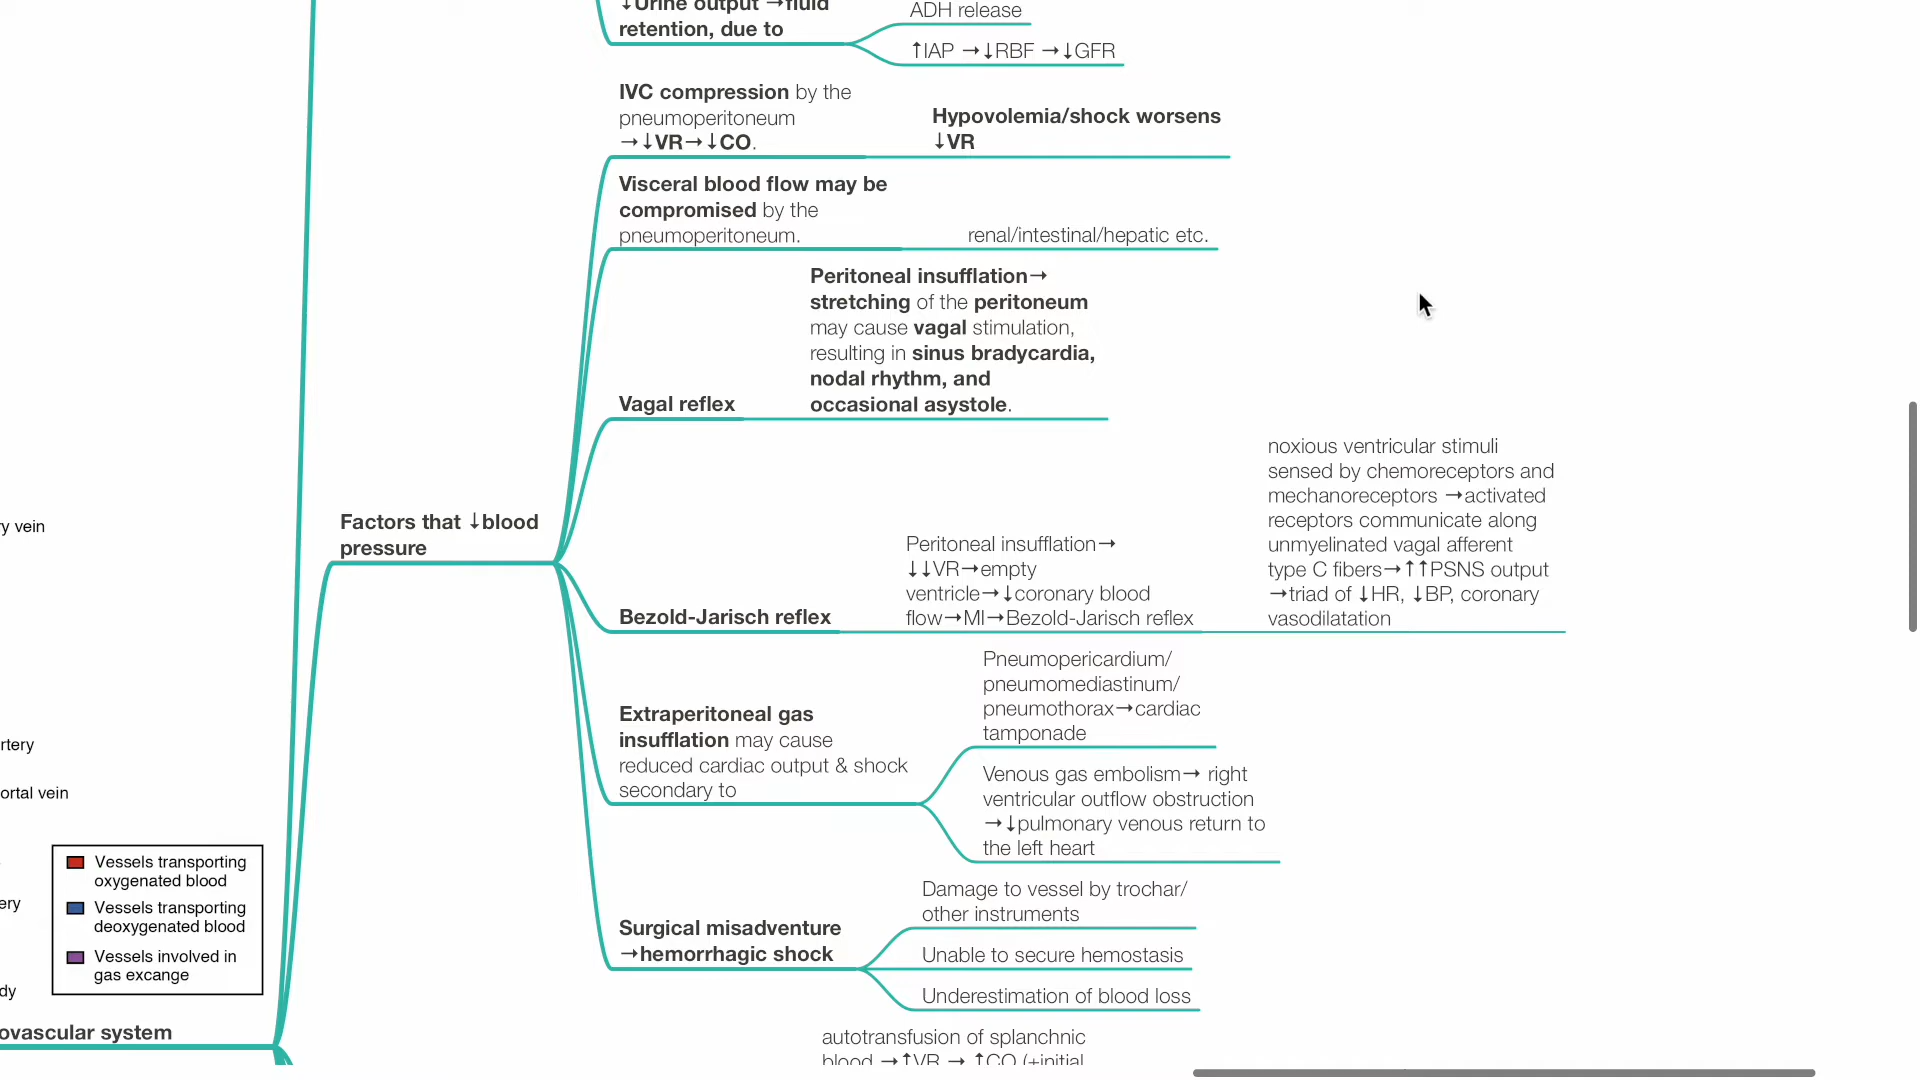 ↓Urine output →fluid
retention, due to
ADH release
↑IAP →↓RBF →↓GFR
IVC compression by the
pneumoperitoneum
→↓VR→↓CO.
Hypovolemia/shock worsens
↓VR
Visceral blood flow may be
compromised by the
pneumoperitoneum.
renal/intestinal/hepatic etc.
Vagal reflex
Peritoneal insufflation→
stretching of the peritoneum
may cause vagal stimulation,
resulting in sinus bradycardia,
nodal rhythm, and
occasional asystole.
Factors that ↓blood
pressure
Bezold-Jarisch reflex
Peritoneal insufflation→
↓↓VR→empty
ventricle→↓coronary blood
flow→MI→Bezold-Jarisch reflex
noxious ventricular stimuli
sensed by chemoreceptors and
mechanoreceptors →activated
receptors communicate along
unmyelinated vagal afferent
type C fibers→↑↑PSNS output
→triad of ↓HR, ↓BP, coronary
vasodilatation
Extraperitoneal gas
insufflation may cause
reduced cardiac output & shock
secondary to
Pneumopericardium/
pneumomediastinum/
pneumothorax→cardiac
tamponade
Venous gas embolism→ right
ventricular outflow obstruction
→↓pulmonary venous return to
the left heart
Surgical misadventure
→hemorrhagic shock
Damage to vessel by trochar/
other instruments
Unable to secure hemostasis
Underestimation of blood loss
autotransfusion of splanchnic
blood →↑VR → ↑CO (+initial
y vein
rtery
ortal vein
ery
dy
Vessels transporting
oxygenated blood
Vessels transporting
deoxygenated blood
Vessels involved in
gas excange
ovascular system